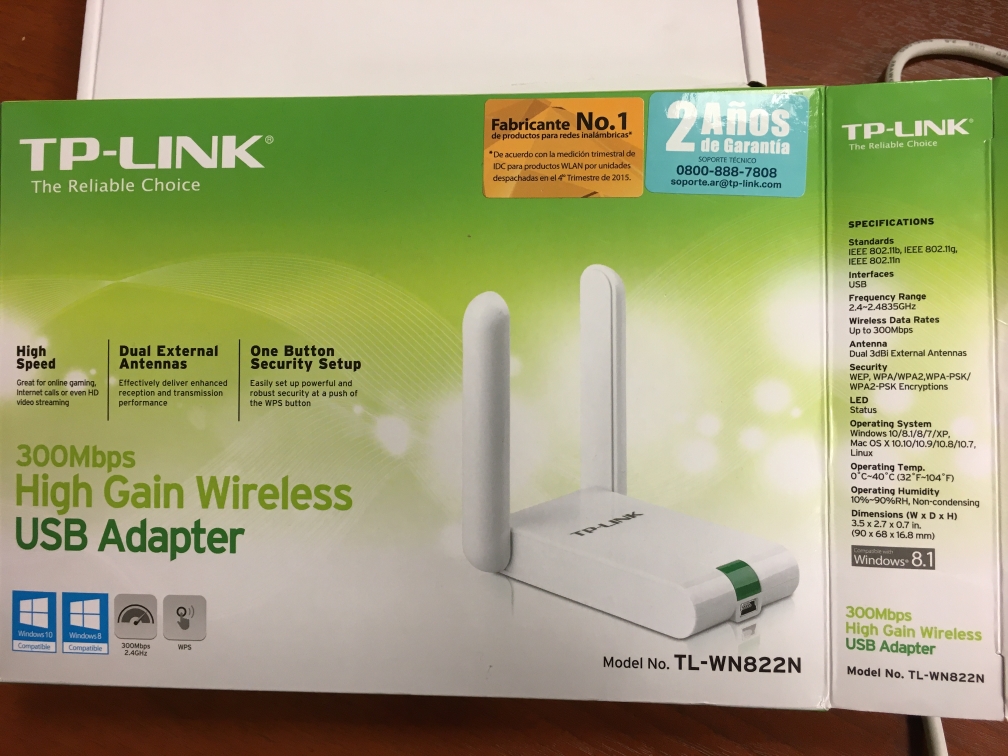 TP-LINK®
The Reliable Choice
Fabricante No.1
de productos para redes inalámbricas*
*De acuerdo con la medición trimestral de
IDC para productos WLAN por unidades
despachadas en el 4to Trimestre de 2015.
2 Años
de Garantía
SOPORTE TÉCNICO
0800-888-7808
soporte.ar@tp-link.com
High
Speed
Great for online gaming,
Internet calls or even HD
video streaming
Dual External
Antennas
Effectively deliver enhanced
reception and transmission
performance
One Button
Security Setup
Easily set up powerful and
robust security at a push of
the WPS button
300Mbps
High Gain Wireless
USB Adapter
TP-LINK
Windows 10
Compatible
Windows 8
Compatible
300Mbps
2.4GHz
WPS
Model No. TL-WN822N
TP-LINK®
The Reliable Choice
SPECIFICATIONS
Standards
IEEE 802.11b, IEEE 802.11g,
IEEE 802.11n
Interfaces
USB
Frequency Range
2.4~2.4835GHz
Wireless Data Rates
Up to 300Mbps
Antenna
Dual 3dBi External Antennas
Security
WEP, WPA/WPA2,WPA-PSK/
WPA2-PSK Encryptions
LED
Status
Operating System
Windows 10/8.1/8/7/XP,
Mac OS X 10.10/10.9/10.8/10.7,
Linux
Operating Temp.
0°C~40°C (32°F~104°F)
Operating Humidity
10%~90%RH, Non-condensing
Dimensions (W x D x H)
3.5 x 2.7 x 0.7 in.
(90 x 68 x 16.8 mm)
Compatible with
Windows® 8.1
300Mbps
High Gain Wireless
USB Adapter
Model No. TL-WN822N